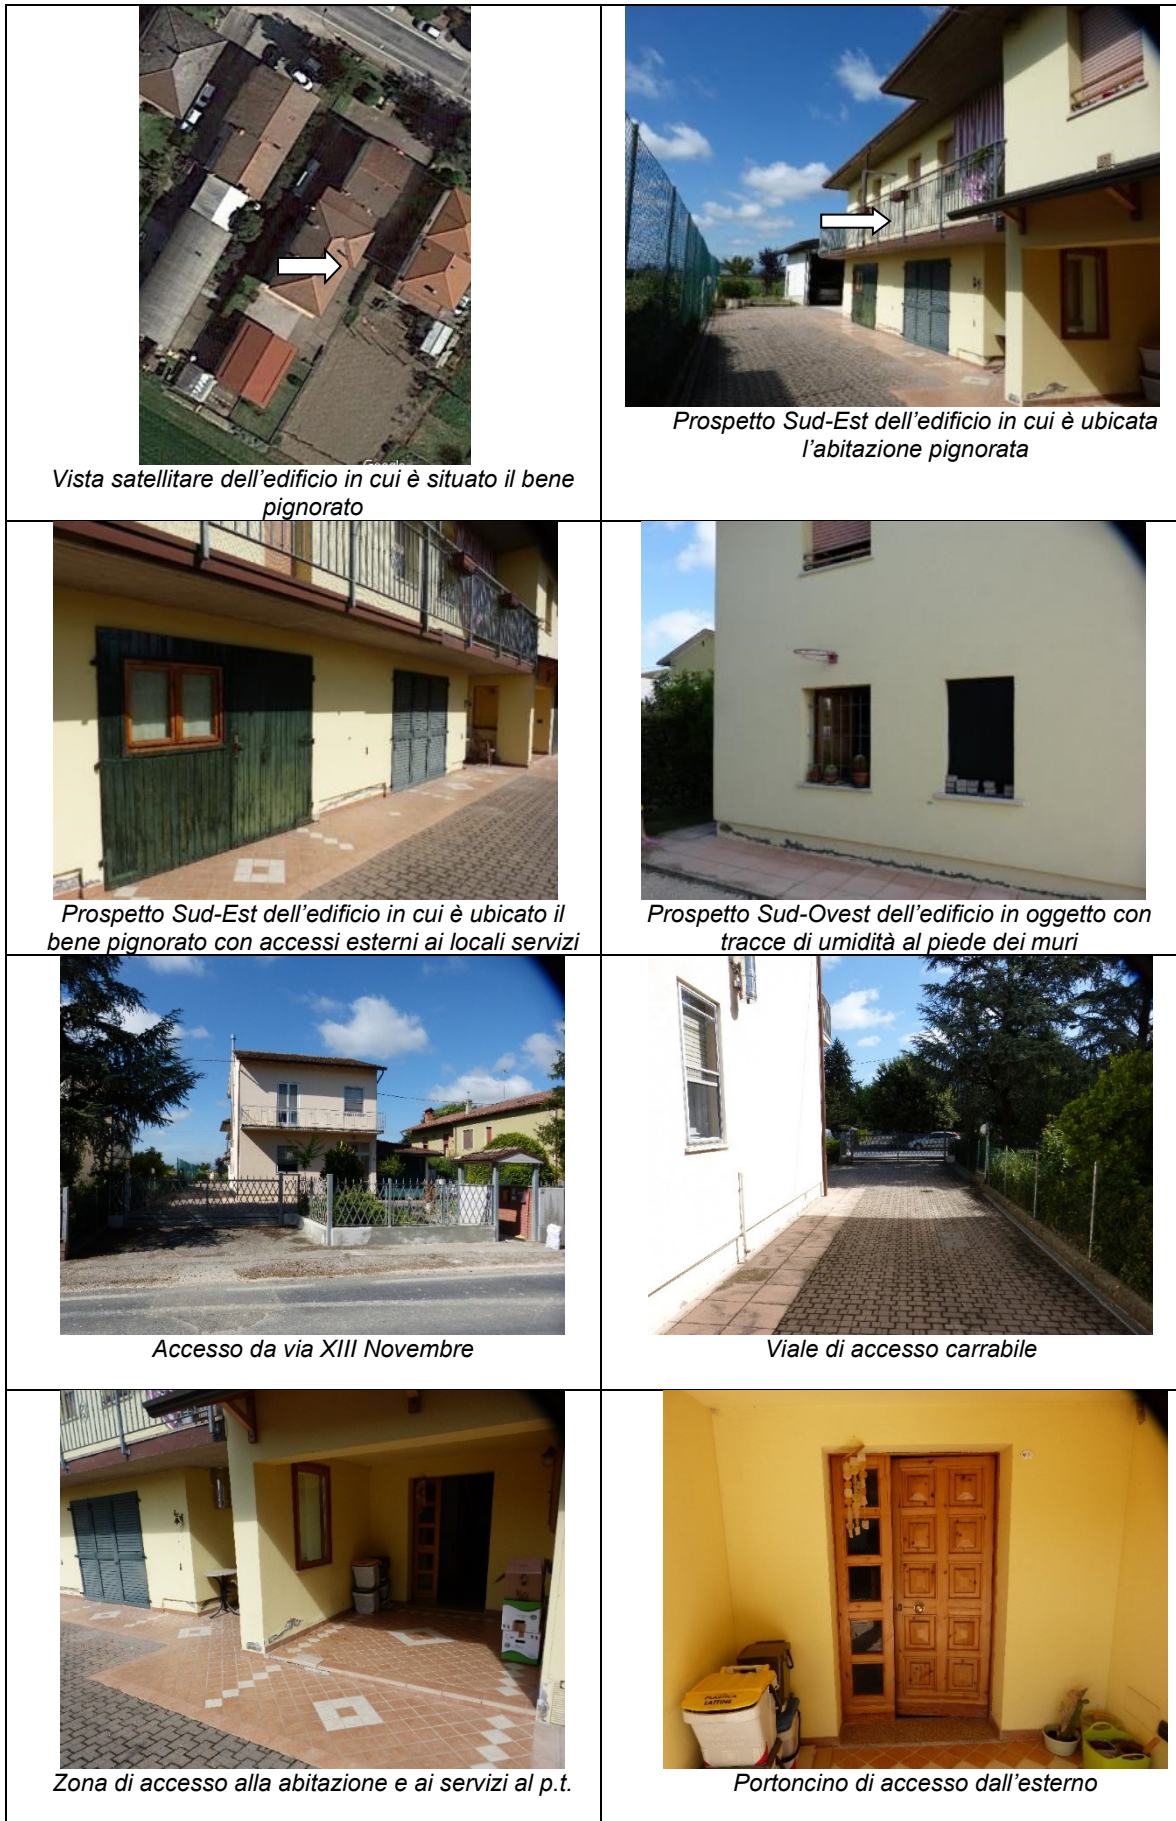 Google
Vista satellitare dell'edificio in cui è situato il bene
pignorato
Prospetto Sud-Est dell'edificio in cui è ubicata
l'abitazione pignorata
Prospetto Sud-Est dell'edificio in cui è ubicato il
bene pignorato con accessi esterni ai locali servizi
Prospetto Sud-Ovest dell'edificio in oggetto con
tracce di umidità al piede dei muri
Accesso da via XIII Novembre
Viale di accesso carrabile
Zona di accesso alla abitazione e ai servizi al p.t.
PLASTICA
LATTINE
Portoncino di accesso dall'esterno